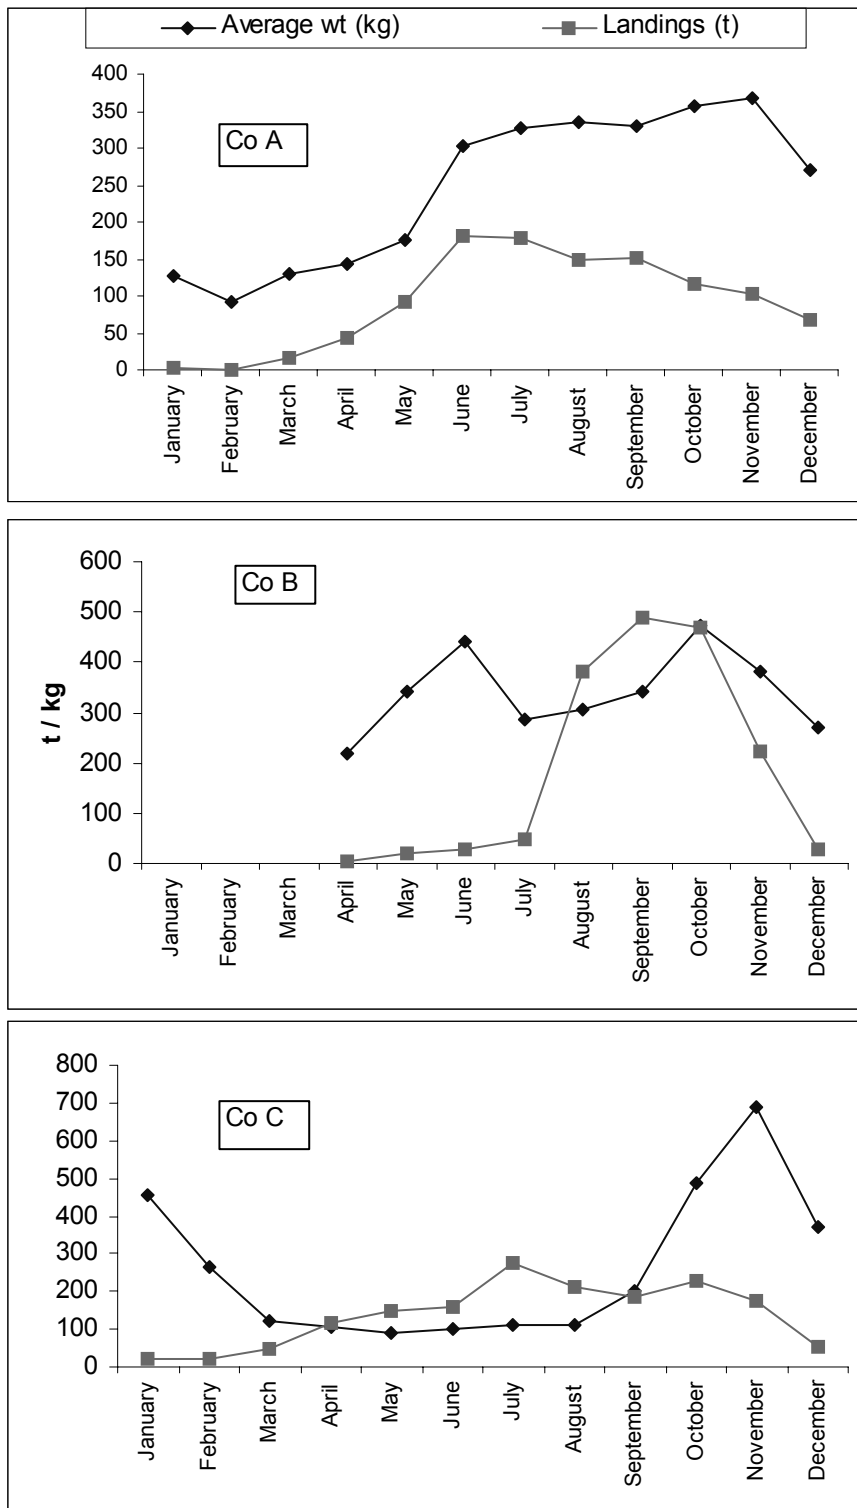 Average wt (kg) Landings (t)
400
350
300
250
200
150
100
50
0
Co A
January
February
March
April
May
June
July
August
September
October
November
December
600
500
400
300
200
100
0
t / kg
Co B
January
February
March
April
May
June
July
August
September
October
November
December
800
700
600
500
400
300
200
100
0
Co C
January
February
March
April
May
June
July
August
September
October
November
December